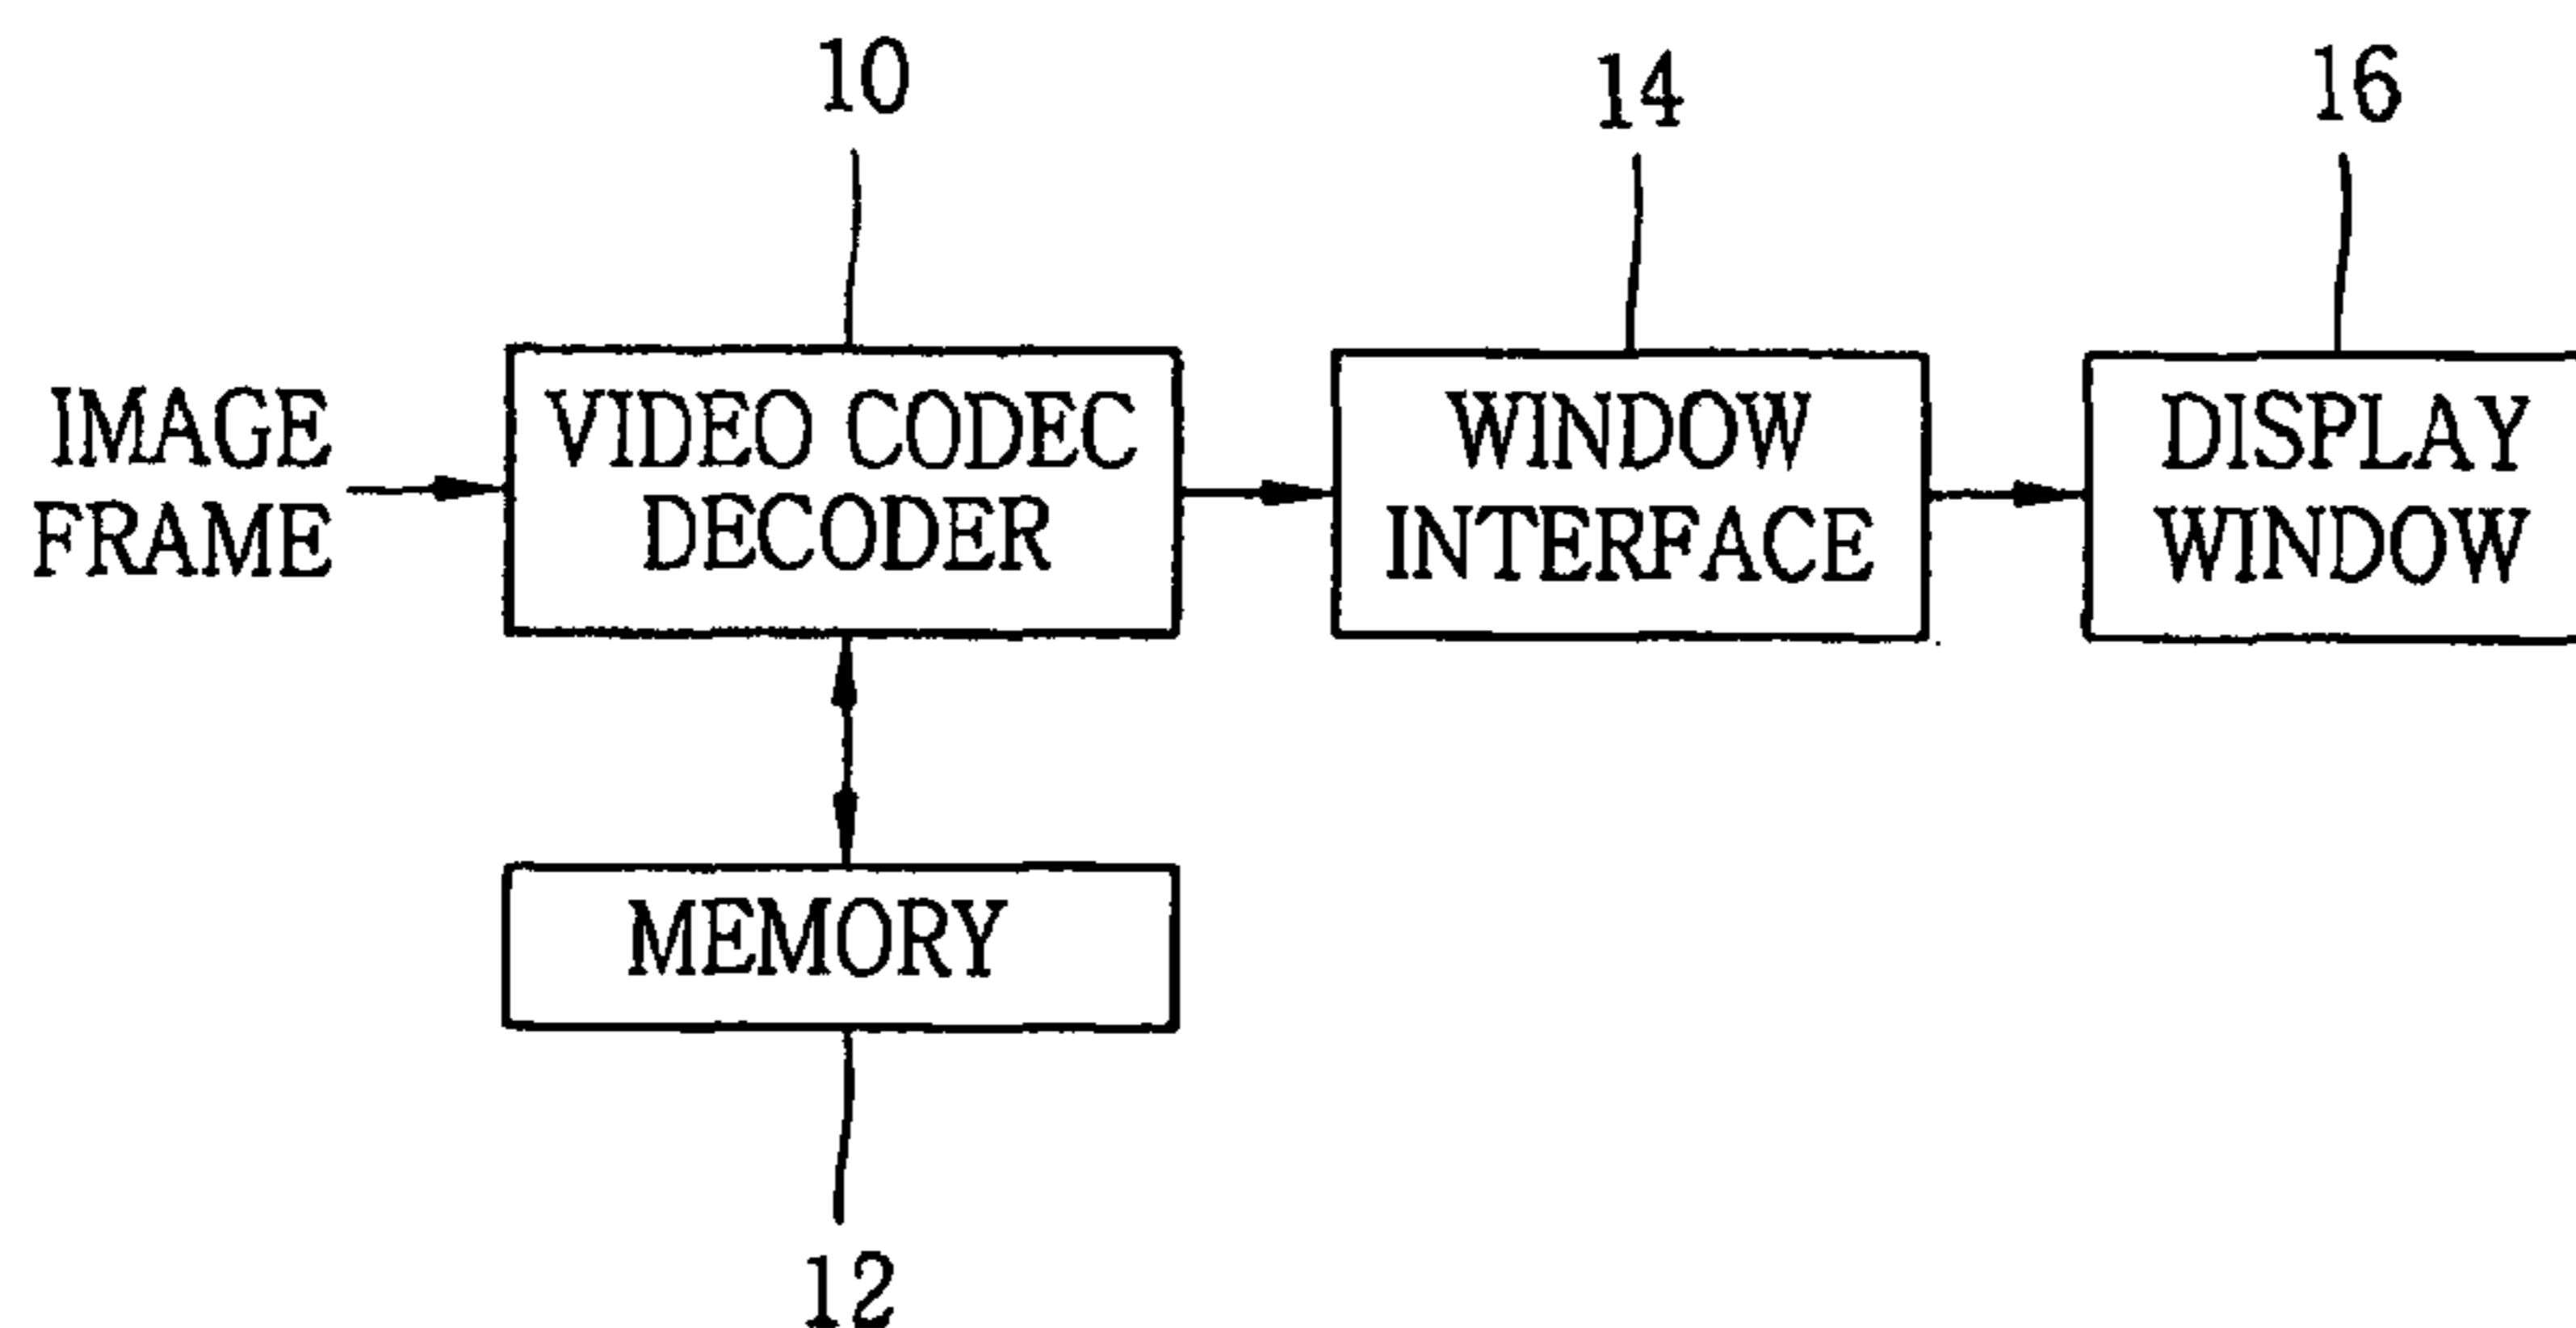 10
14
16
IMAGE
FRAME
VIDEO CODEC
DECODER
WINDOW
INTERFACE
DISPLAY
WINDOW
MEMORY
12